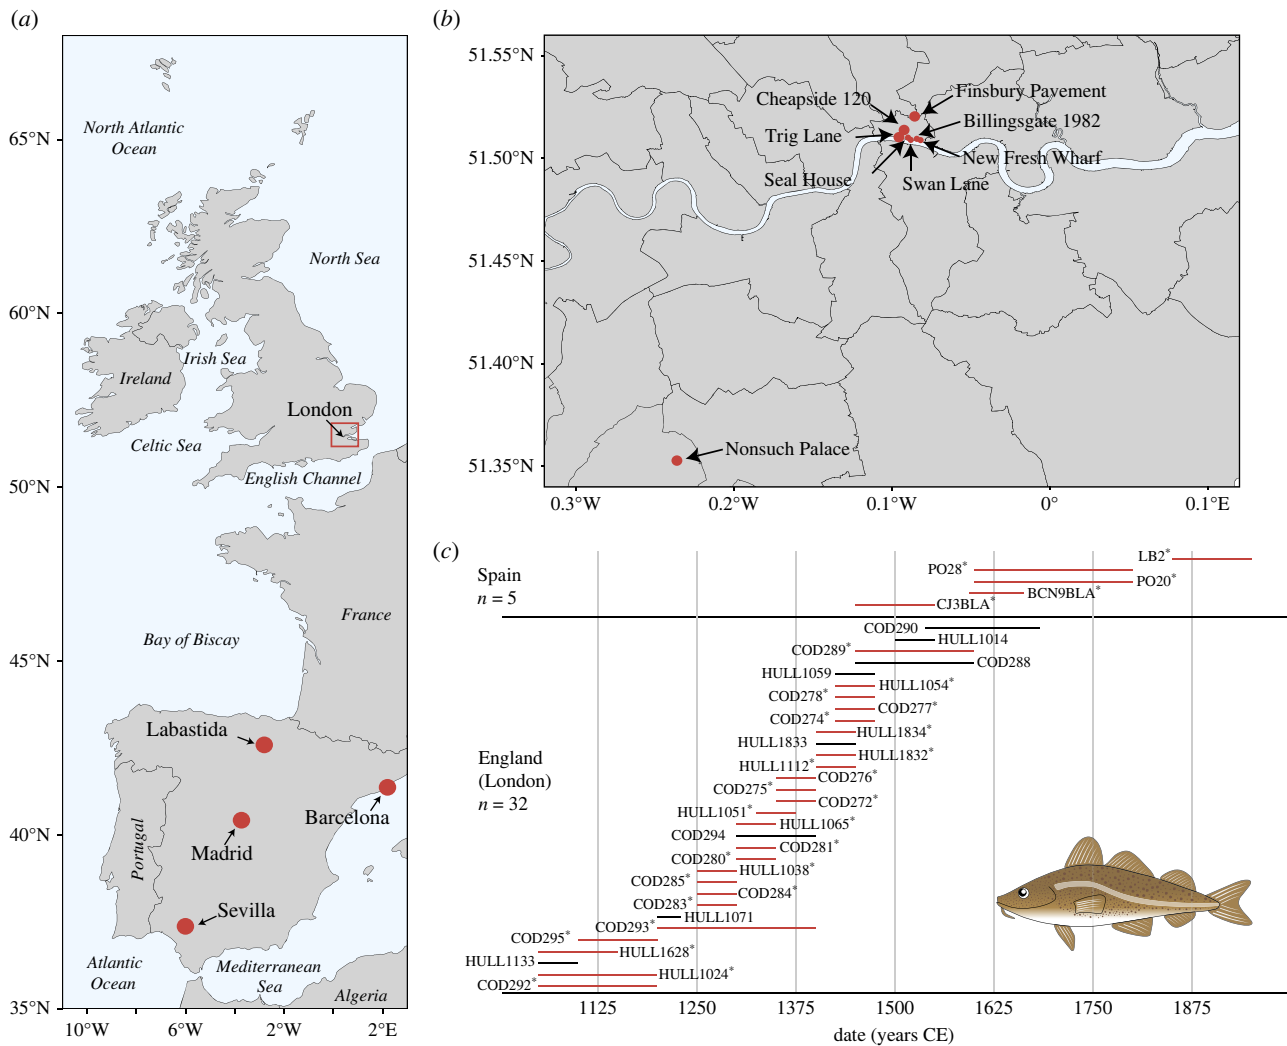 (a)
65°N
60°N
50°N
45°N
40°N
35°N
10°W
6°W
2°W
2°E
North Atlantic
Ocean
North Sea
Irish Sea
Ireland
London
Celtic Sea
English Channel
France
Bay of Biscay
Labastida
Barcelona
Madrid
Portugal
Sevilla
Atlantic
Ocean
Mediterranean
Sea
Algeria
(b)
51.55°N
51.50°N
51.45°N
51.40°N
51.35°N
0.3°W
0.2°W
0.1°W
0°
0.1°E
Cheapside 120
Finsbury Pavement
Trig Lane
Billingsgate 1982
New Fresh Wharf
Seal House
Swan Lane
Nonsuch Palace
(c)
Spain
n = 5
LB2*
PO28*
PO20*
BCN9BLA*
CJ3BLA*
England
(London)
n = 32
COD290
HULL1014
COD289*
COD288
HULL1059
HULL1054*
COD278*
COD277*
COD274*
HULL1834*
HULL1833
HULL1832*
HULL1112*
COD276*
COD275*
COD272*
HULL1051*
HULL1065*
COD294
COD281*
COD280*
HULL1038*
COD285*
COD284*
COD283*
HULL1071
COD293*
COD295*
HULL1628*
HULL1133
HULL1024*
COD292*
1125
1250
1375
1500
1625
1750
1875
date (years CE)